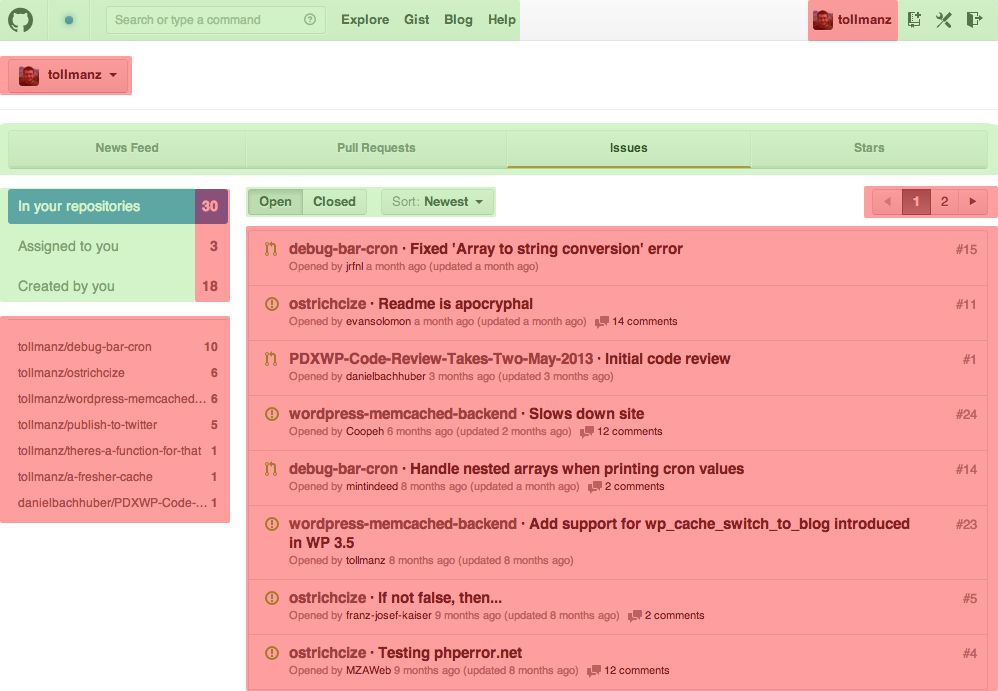 Search or type a command ? Explore Gist Blog Help tollmanz
tollmanz
News Feed Pull Requests Issues Stars
In your repositories 30
Assigned to you 3
Created by you 18
tollmanz/debug-bar-cron 10
tollmanz/ostrichcize 6
tollmanz/wordpress-memcached... 6
tollmanz/publish-to-twitter 5
tollmanz/theres-a-function-for-that 1
tollmanz/a-fresher-cache 1
danielbachhuber/PDXWP-Code-... 1
Open Closed Sort: Newest 1 2
debug-bar-cron · Fixed 'Array to string conversion' error #15
Opened by jrfnl a month ago (updated a month ago)
ostrichcize · Readme is apocryphal #11
Opened by evansolomon a month ago (updated a month ago) 14 comments
PDXWP-Code-Review-Takes-Two-May-2013 · Initial code review #1
Opened by danielbachhuber 3 months ago (updated 3 months ago)
wordpress-memcached-backend · Slows down site #24
Opened by Coopeh 6 months ago (updated 2 months ago) 12 comments
debug-bar-cron · Handle nested arrays when printing cron values #14
Opened by mintindeed 8 months ago (updated a month ago) 2 comments
wordpress-memcached-backend · Add support for wp_cache_switch_to_blog introduced #23
in WP 3.5
Opened by tollmanz 8 months ago (updated 8 months ago)
ostrichcize · If not false, then... #5
Opened by franz-josef-kaiser 9 months ago (updated 8 months ago) 2 comments
ostrichcize · Testing phperror.net #4
Opened by MZAWeb 9 months ago (updated 8 months ago) 12 comments